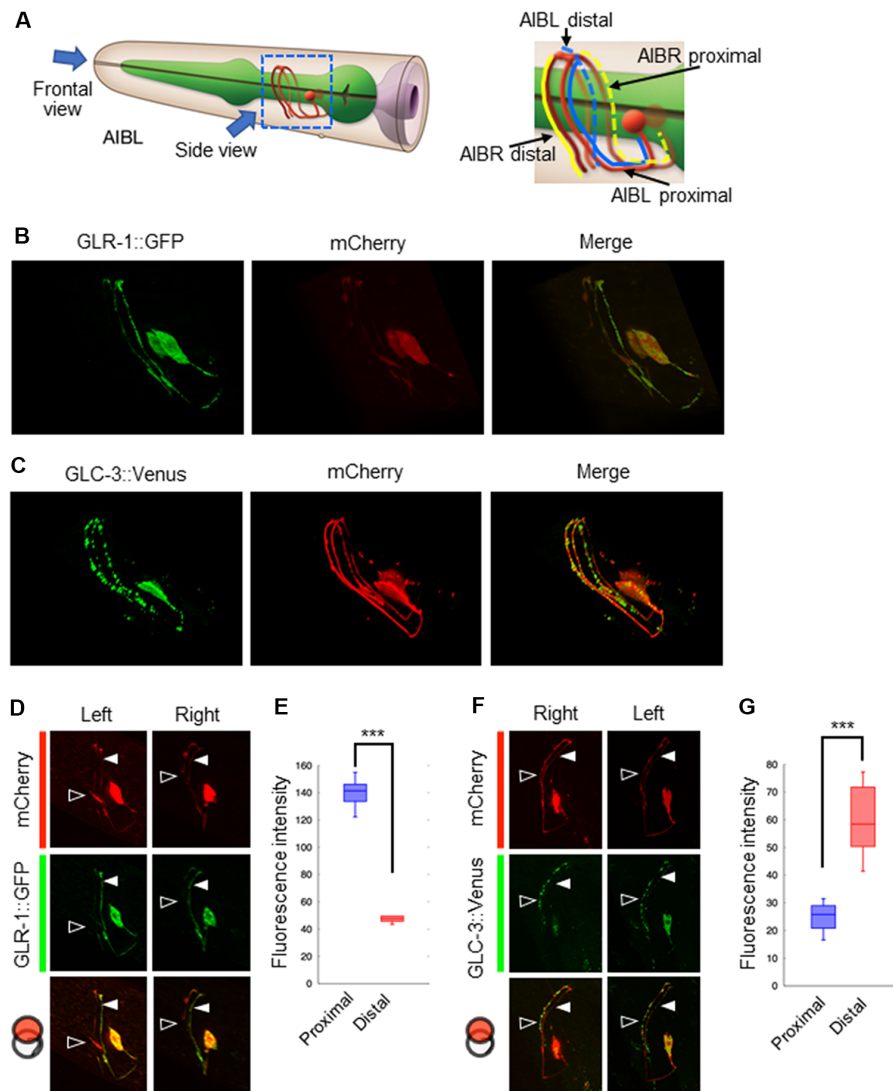 A
Frontal
view
AIBL
Side view
AIBL distal
AIBR proximal
AIBR distal
AIBL proximal
B
GLR-1::GFP
mCherry
Merge
C
GLC-3::Venus
mCherry
Merge
D
Left
Right
mCherry
GLR-1::GFP
E
***
Fluorescence intensity
160
140
120
100
80
60
40
20
0
Proximal
Distal
F
Right
Left
mCherry
GLC-3::Venus
G
***
Fluorescence intensity
80
70
60
50
40
30
20
10
0
Proximal
Distal